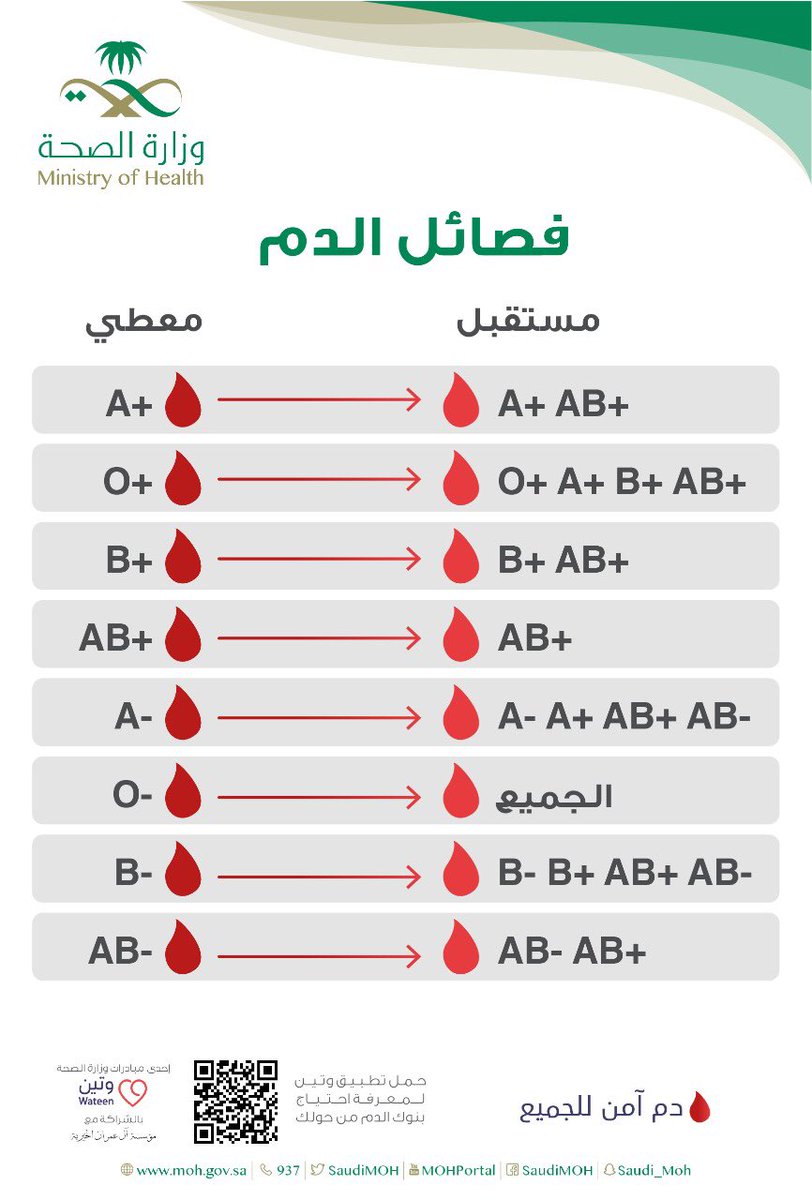 وزارة الصحة
Ministry of Health
فصائل الدم
مستقبل
معطي
A+ A+ AB+
O+ O+ A+ B+ AB+
B+ B+ AB+
AB+ AB+
A- A- A+ AB+ AB-
O- الجميع
B- B- B+ AB+ AB-
AB- AB- AB+
دم آمن للجميع
حمل تطبيق وتين
لمعرفة احتياج
بنوك الدم من حولك
إحدى مبادرات وزارة الصحة
وتين
Wateen
بالشراكة مع
مؤسسة آل عمران الخيرية
www.moh.gov.sa | 937 | SaudiMOH | MOHPortal | SaudiMOH | Saudi_Moh